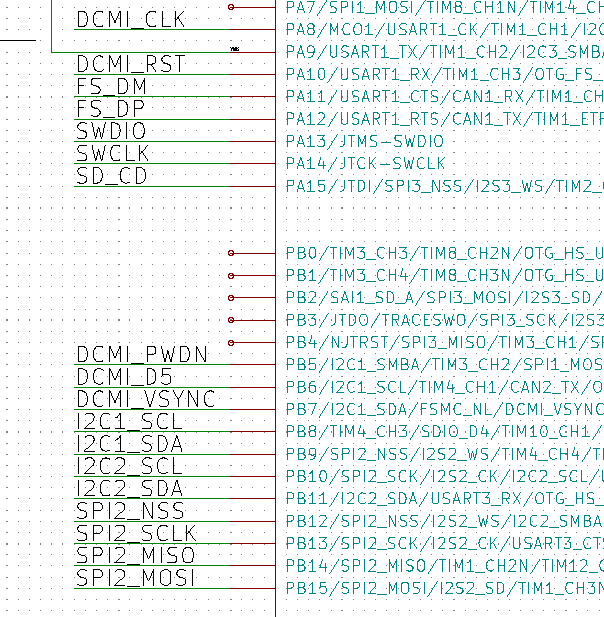 PA7/SPI1_MOSI/TIM8_CH1N/TIM14_CH
DCMI_CLK PA8/MCO1/USART1_CK/TIM1_CH1/I2C
PA9/USART1_TX/TIM1_CH2/I2C3_SMBA
DCMI_RST PA10/USART1_RX/TIM1_CH3/OTG_FS_
FS_DM PA11/USART1_CTS/CAN1_RX/TIM1_CH
FS_DP PA12/USART1_RTS/CAN1_TX/TIM1_ETF
SWDIO PA13/JTMS-SWDIO
SWCLK PA14/JTCK-SWCLK
SD_CD PA15/JTDI/SPI3_NSS/I2S3_WS/TIM2_
PB0/TIM3_CH3/TIM8_CH2N/OTG_HS_U
PB1/TIM3_CH4/TIM8_CH3N/OTG_HS_U
PB2/SAI1_SD_A/SPI3_MOSI/I2S3_SD/
PB3/JTDO/TRACESWO/SPI3_SCK/I2S3
PB4/NJTRST/SPI3_MISO/TIM3_CH1/SP
DCMI_PWDN PB5/I2C1_SMBA/TIM3_CH2/SPI1_MOS
DCMI_D5 PB6/I2C1_SCL/TIM4_CH1/CAN2_TX/O
DCMI_VSYNC PB7/I2C1_SDA/FSMC_NL/DCMI_VSYNC
I2C1_SCL PB8/TIM4_CH3/SDIO_D4/TIM10_CH1/
I2C1_SDA PB9/SPI2_NSS/I2S2_WS/TIM4_CH4/TI
I2C2_SCL PB10/SPI2_SCK/I2S2_CK/I2C2_SCL/U
I2C2_SDA PB11/I2C2_SDA/USART3_RX/OTG_HS_
SPI2_NSS PB12/SPI2_NSS/I2S2_WS/I2C2_SMBA
SPI2_SCLK PB13/SPI2_SCK/I2S2_CK/USART3_CTS
SPI2_MISO PB14/SPI2_MISO/TIM1_CH2N/TIM12_C
SPI2_MOSI PB15/SPI2_MOSI/I2S2_SD/TIM1_CH3N